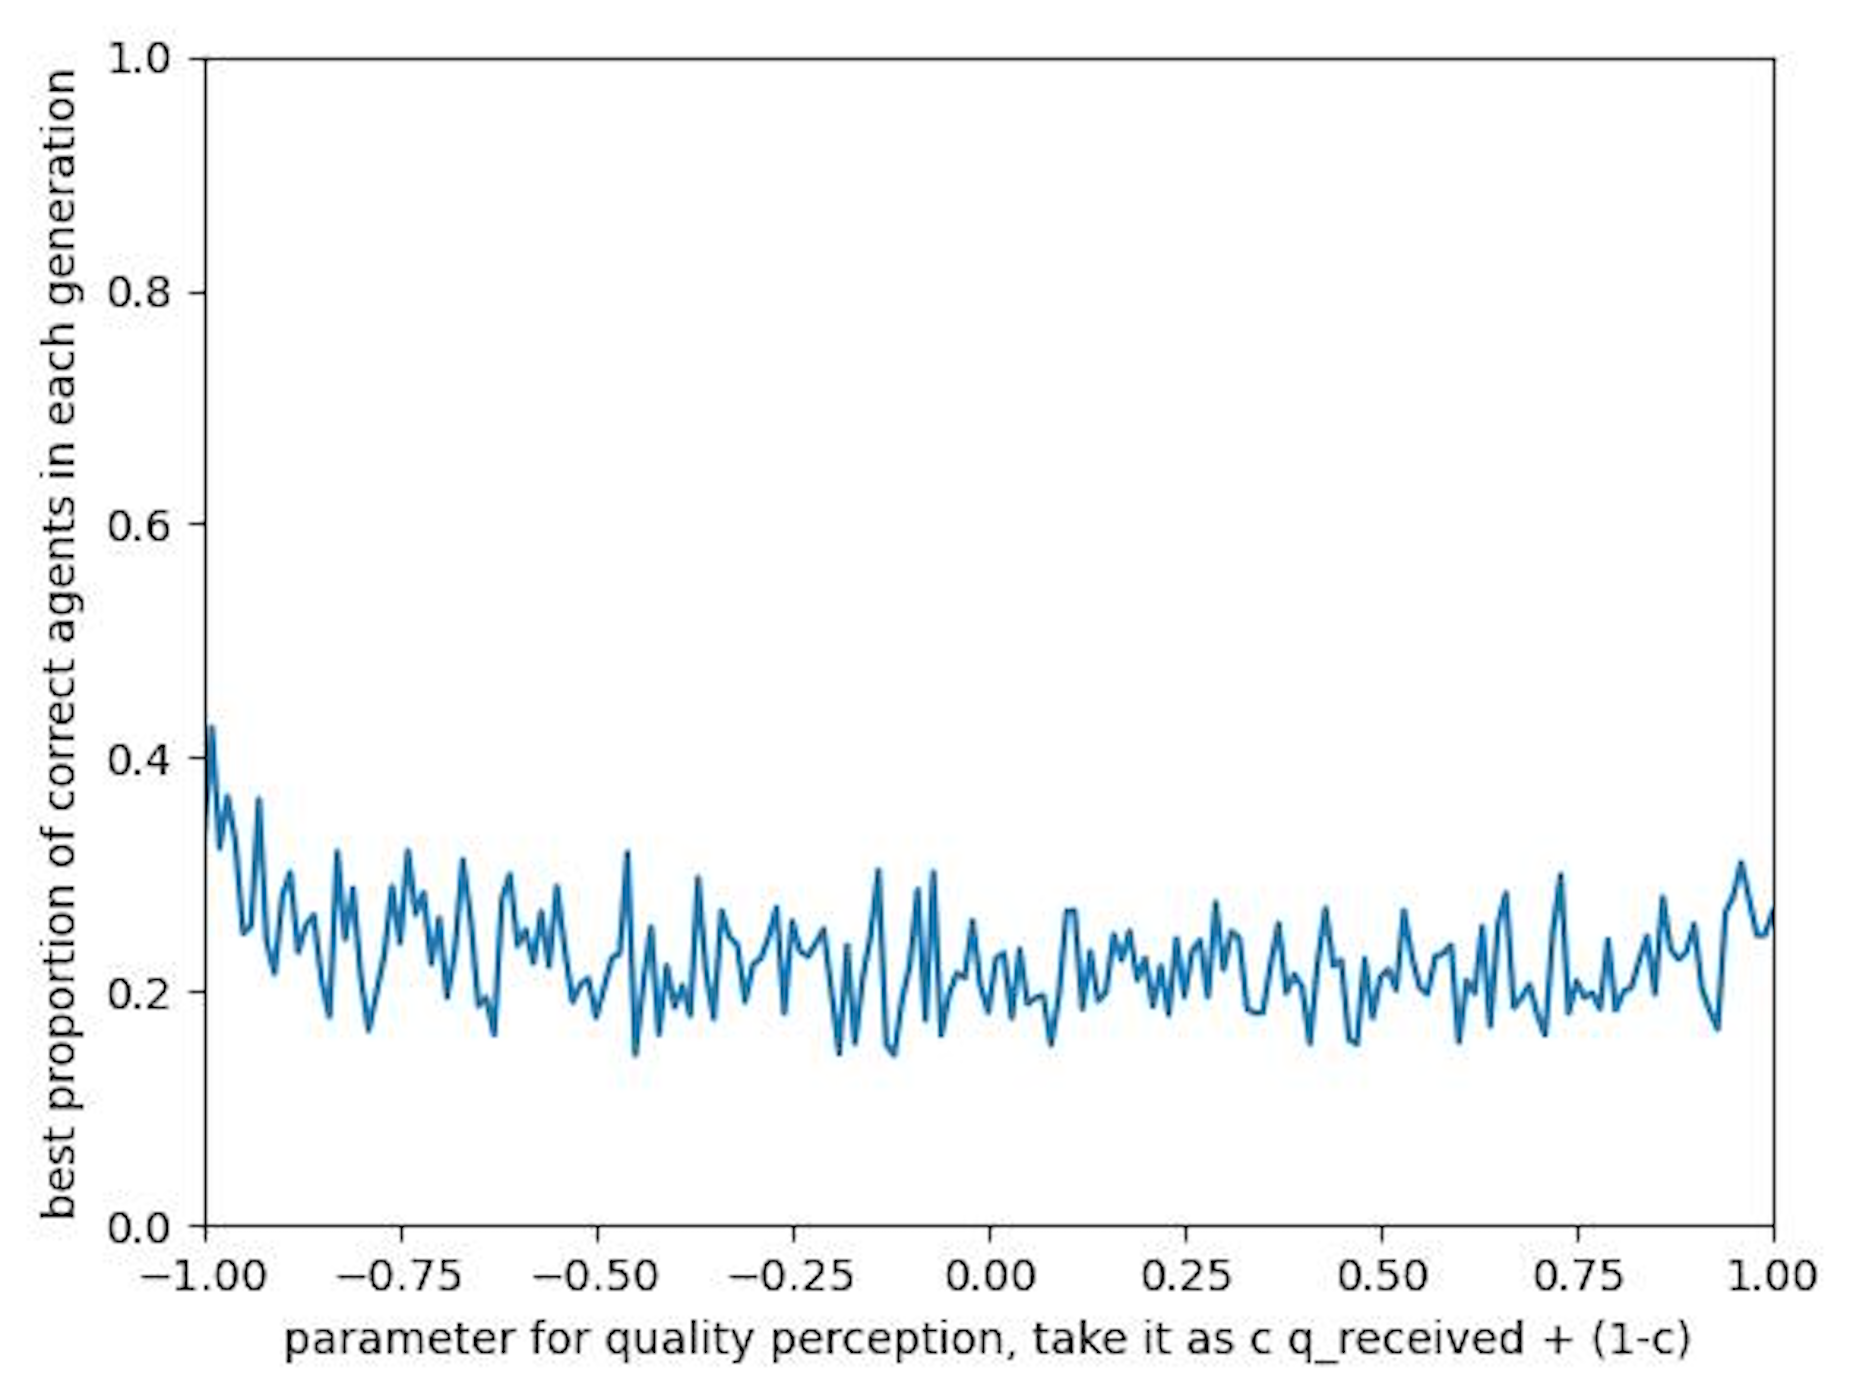 best proportion of correct agents in each generation
1.0
0.8
0.6
0.4
0.2
0.0
−1.00 −0.75 −0.50 −0.25 0.00 0.25 0.50 0.75 1.00
parameter for quality perception, take it as c q_received + (1-c)